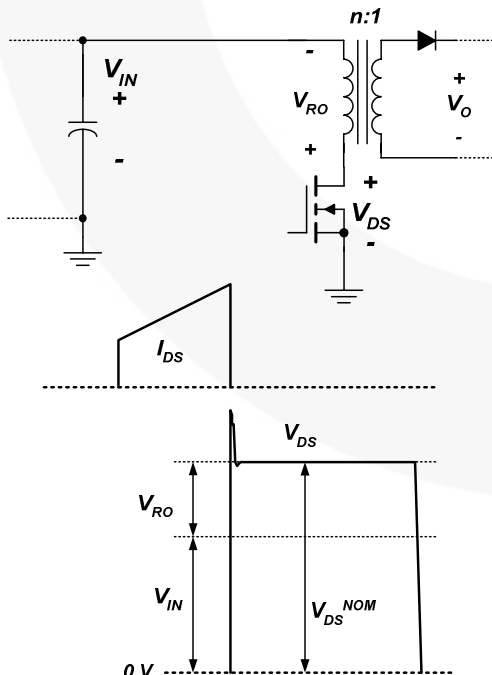 n:1
-
V_IN
+
-
V_RO
+
+
V_DS
-
+
V_O
-
I_DS
V_DS
V_RO
V_IN
V_DS^NOM
0 V